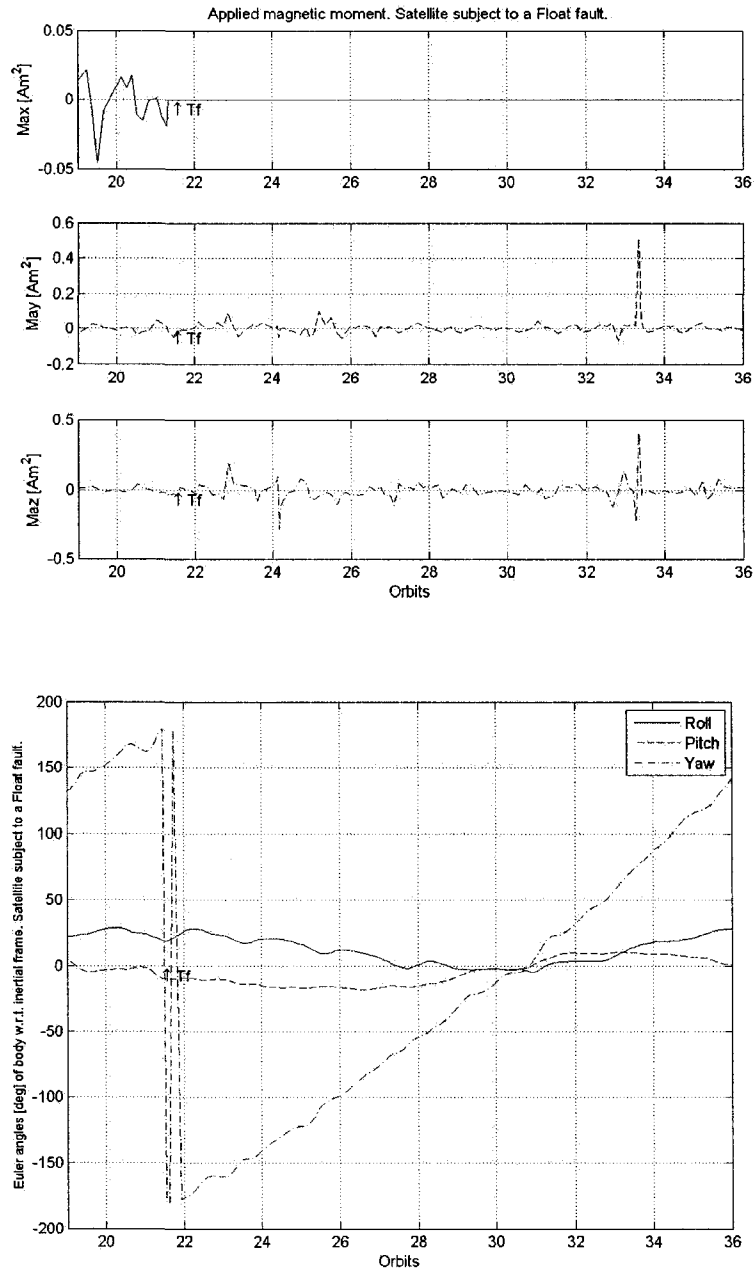 Applied magnetic moment. Satellite subject to a Float fault.
Max [Am²]
0.05
0
-0.05
↑ Tf
20 22 24 26 28 30 32 34 36
May [Am²]
0.6
0.4
0.2
0
-0.2
↑ Tf
20 22 24 26 28 30 32 34 36
Maz [Am²]
0.5
0
-0.5
↑ Tf
20 22 24 26 28 30 32 34 36
Orbits
Euler angles [deg] of body w.r.t. inertial frame. Satellite subject to a Float fault.
200
150
100
50
0
-50
-100
-150
-200
Roll
Pitch
Yaw
↑ Tf
20 22 24 26 28 30 32 34 36
Orbits